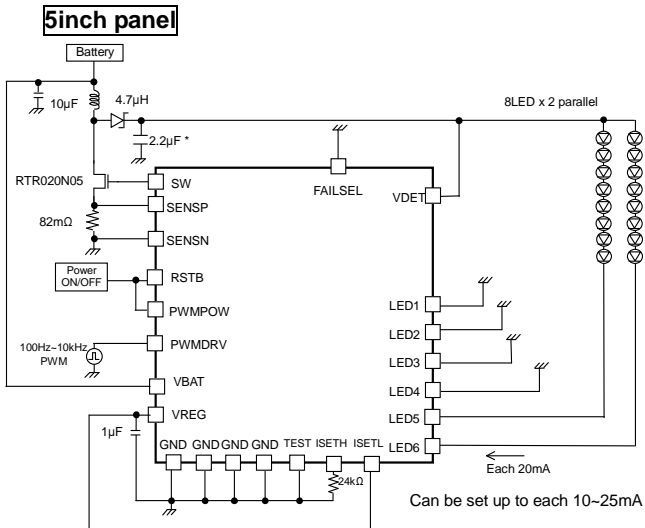 5inch panel
Battery
10µF
4.7µH
2.2µF *
8LED x 2 parallel
RTR020N05
82mΩ
SW
SENSP
SENSN
FAILSEL
VDET
Power
ON/OFF
RSTB
PWMPOW
100Hz~10kHz
PWM
PWMDRV
VBAT
VREG
1µF
LED1
LED2
LED3
LED4
LED5
LED6
GND GND GND GND TEST ISETH ISETL
24kΩ
Each 20mA
Can be set up to each 10~25mA